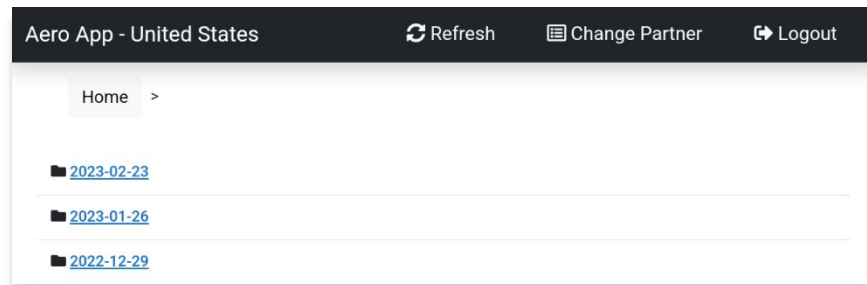 Aero App - United States Refresh Change Partner Logout
Home >
2023-02-23
2023-01-26
2022-12-29